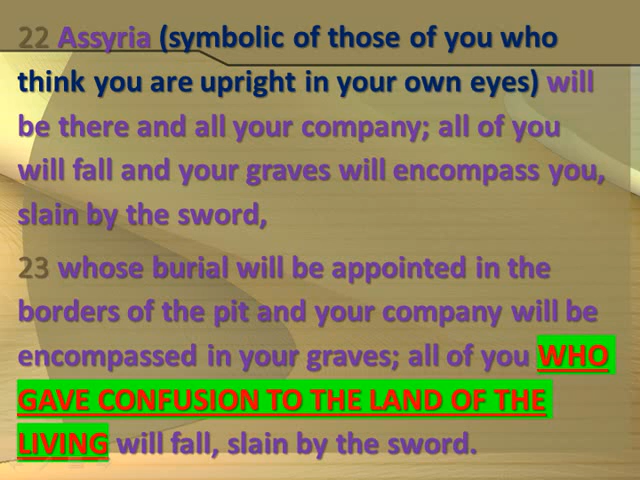 22 Assyria (symbolic of those of you who
think you are upright in your own eyes) will
be there and all your company; all of you
will fall and your graves will encompass you,
slain by the sword,
23 whose burial will be appointed in the
borders of the pit and your company will be
encompassed in your graves; all of you WHO
GAVE CONFUSION TO THE LAND OF THE
LIVING will fall, slain by the sword.